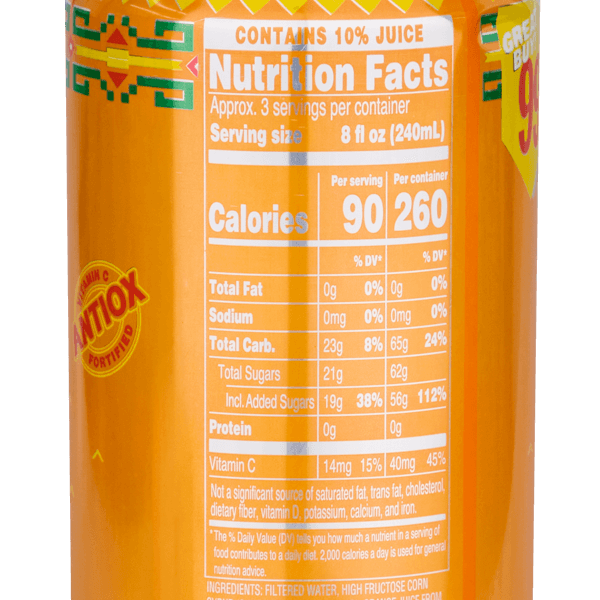 CONTAINS 10% JUICE
Nutrition Facts
Approx. 3 servings per container
Serving size 8 fl oz (240mL)
Per serving Per container
Calories 90 260
% DV* % DV*
Total Fat 0g 0% 0g 0%
Sodium 0mg 0% 0mg 0%
Total Carb. 23g 8% 65g 24%
Total Sugars 21g 62g
Incl. Added Sugars 19g 38% 56g 112%
Protein 0g 0g
Vitamin C 14mg 15% 40mg 45%
Not a significant source of saturated fat, trans fat, cholesterol,
dietary fiber, vitamin D, potassium, calcium, and iron.
* The % Daily Value (DV) tells you how much a nutrient in a serving of
food contributes to a daily diet. 2,000 calories a day is used for general
nutrition advice.
INGREDIENTS: FILTERED WATER, HIGH FRUCTOSE CORN
VITAMIN C
ANTIOX
FORTIFIED